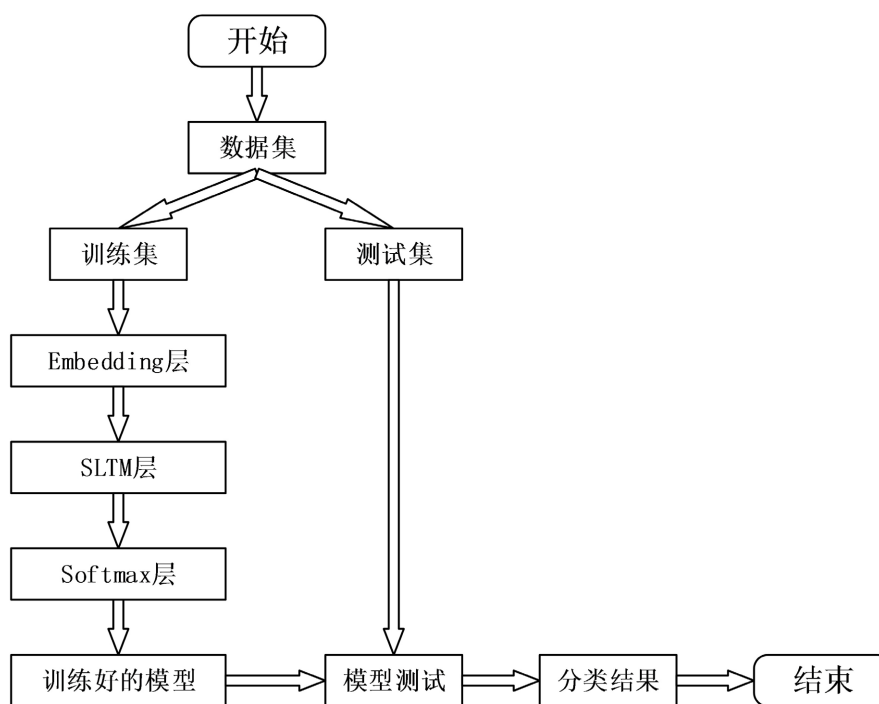 开始
数据集
训练集
测试集
Embedding层
SLTM层
Softmax层
训练好的模型
模型测试
分类结果
结束